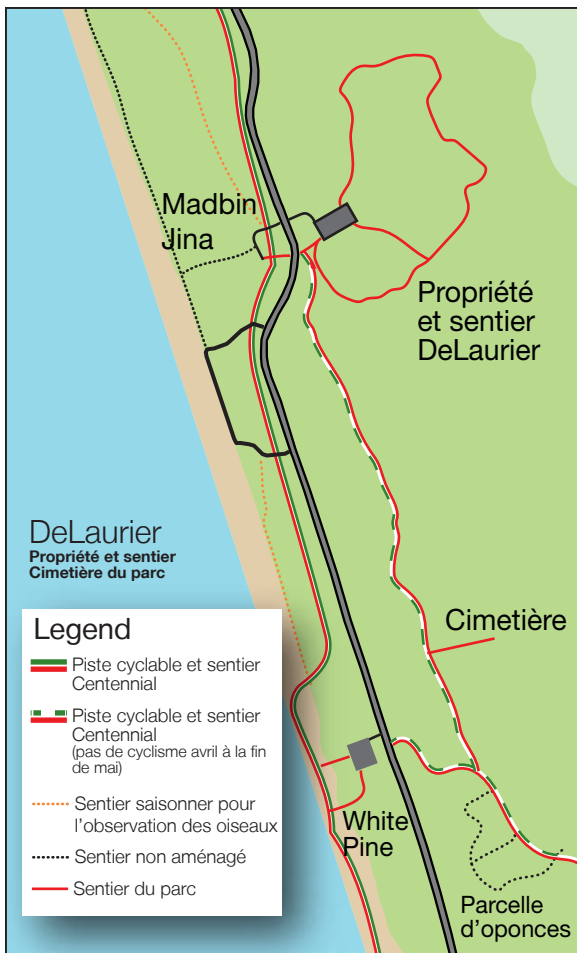 Madbin
Jina
Propriété
et sentier
DeLaurier
DeLaurier
Propriété et sentier
Cimetière du parc
Cimetière
Legend
Piste cyclable et sentier
Centennial
Piste cyclable et sentier
Centennial
(pas de cyclisme avril à la fin
de mai)
Sentier saisonner pour
l'observation des oiseaux
Sentier non aménagé
Sentier du parc
White
Pine
Parcelle
d'oponces